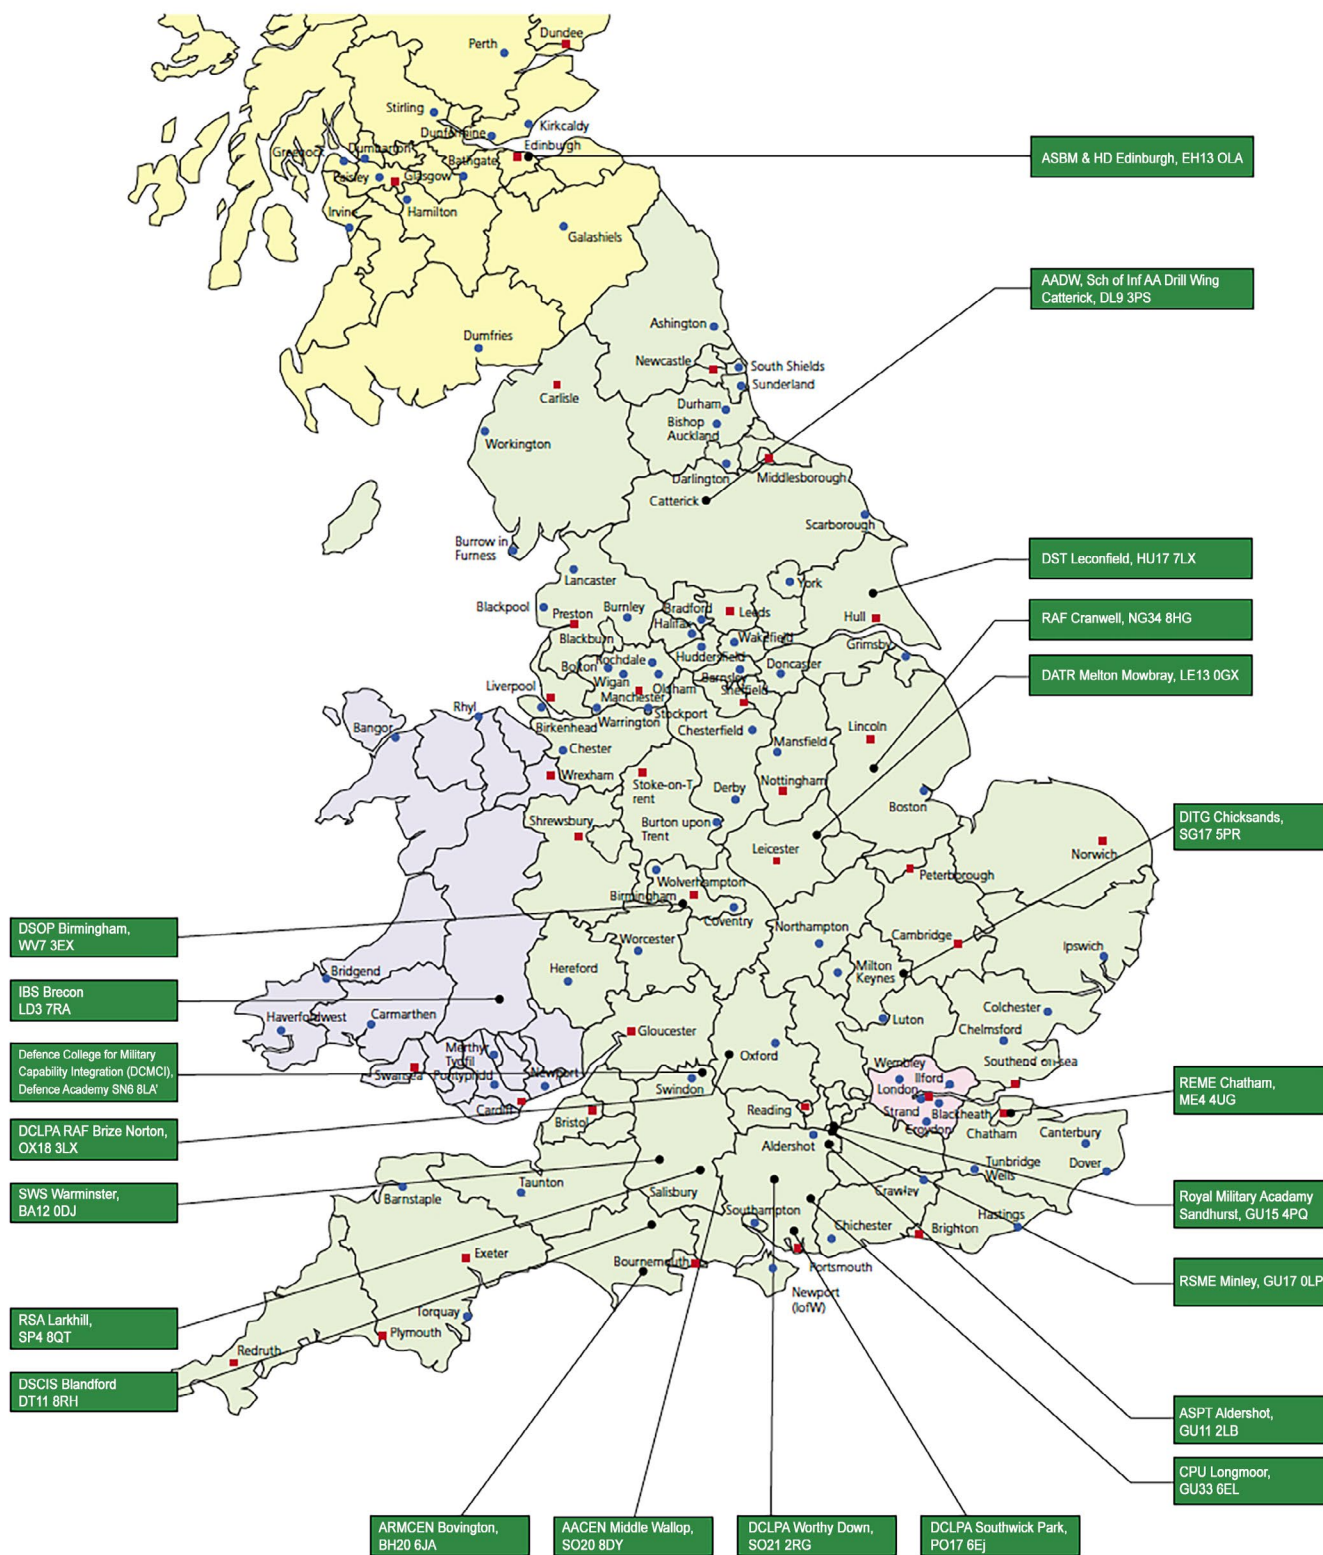 Dundee
Perth
Stirling
Kirkcaldy
Dunfermline
Edinburgh
Dumbarton
Greenock
Bathgate
Paisley
Glasgow
Hamilton
Irvine
Galashiels
ASBM & HD Edinburgh, EH13 OLA
AADW, Sch of Inf AA Drill Wing
Catterick, DL9 3PS
Ashington
Dumfries
Newcastle
South Shields
Sunderland
Carlisle
Durham
Bishop
Auckland
Workington
Darlington
Middlesborough
Catterick
Scarborough
Burrow in
Furness
DST Leconfield, HU17 7LX
Lancaster
York
Blackpool
Preston
Burnley
Bradford
Leeds
Hull
RAF Cranwell, NG34 8HG
Halifax
Blackburn
Wakefield
Huddersfield
Grimsby
Rochdale
Bolton
Doncaster
Barnsley
Wigan
Oldham
Sheffield
DATR Melton Mowbray, LE13 0GX
Liverpool
Manchester
Stockport
Rhyl
Bangor
Birkenhead
Warrington
Chesterfield
Lincoln
Mansfield
Chester
Wrexham
Stoke-on-T
rent
Nottingham
Derby
Boston
Shrewsbury
Burton upon
Trent
DITG Chicksands,
SG17 5PR
Leicester
Norwich
Peterborough
Wolverhampton
Birmingham
Coventry
DSOP Birmingham,
WV7 3EX
Northampton
Cambridge
Worcester
Ipswich
Hereford
Milton
Keynes
Bridgend
IBS Brecon
LD3 7RA
Colchester
Haverfordwest
Carmarthen
Gloucester
Luton
Chelmsford
Defence College for Military
Capability Integration (DCMCI),
Defence Academy SN6 8LA'
Merthyr
Tydfil
Oxford
Southend on sea
Wembley
Swansea
Pontypridd
Newport
Swindon
Ilford
London
REME Chatham,
ME4 4UG
Cardiff
Bristol
Reading
Strand
Blackheath
Croydon
Chatham
Canterbury
DCLPA RAF Brize Norton,
OX18 3LX
Aldershot
Tunbridge
Wells
Dover
SWS Warminster,
BA12 0DJ
Barnstaple
Taunton
Salisbury
Crawley
Royal Military Acadamy
Sandhurst, GU15 4PQ
Southampton
Hastings
Chichester
Brighton
Exeter
Bournemouth
Portsmouth
RSME Minley, GU17 0LP
Newport
(IofW)
RSA Larkhill,
SP4 8QT
Torquay
Plymouth
Redruth
DSCIS Blandford
DT11 8RH
ASPT Aldershot,
GU11 2LB
CPU Longmoor,
GU33 6EL
ARMCEN Bovington,
BH20 6JA
AACEN Middle Wallop,
SO20 8DY
DCLPA Worthy Down,
SO21 2RG
DCLPA Southwick Park,
PO17 6Ej